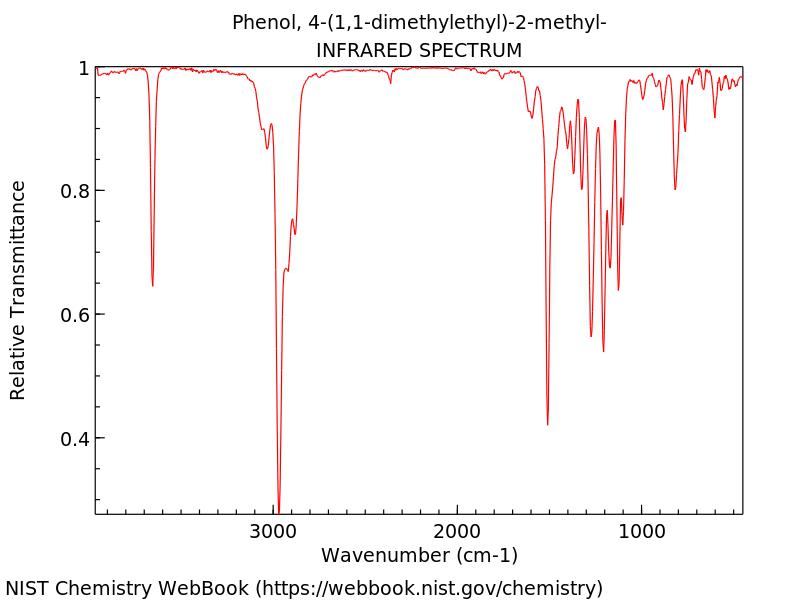 Phenol, 4-(1,1-dimethylethyl)-2-methyl-
INFRARED SPECTRUM
1
0.8
0.6
0.4
Relative Transmittance
3000 2000 1000
Wavenumber (cm-1)
NIST Chemistry WebBook (https://webbook.nist.gov/chemistry)